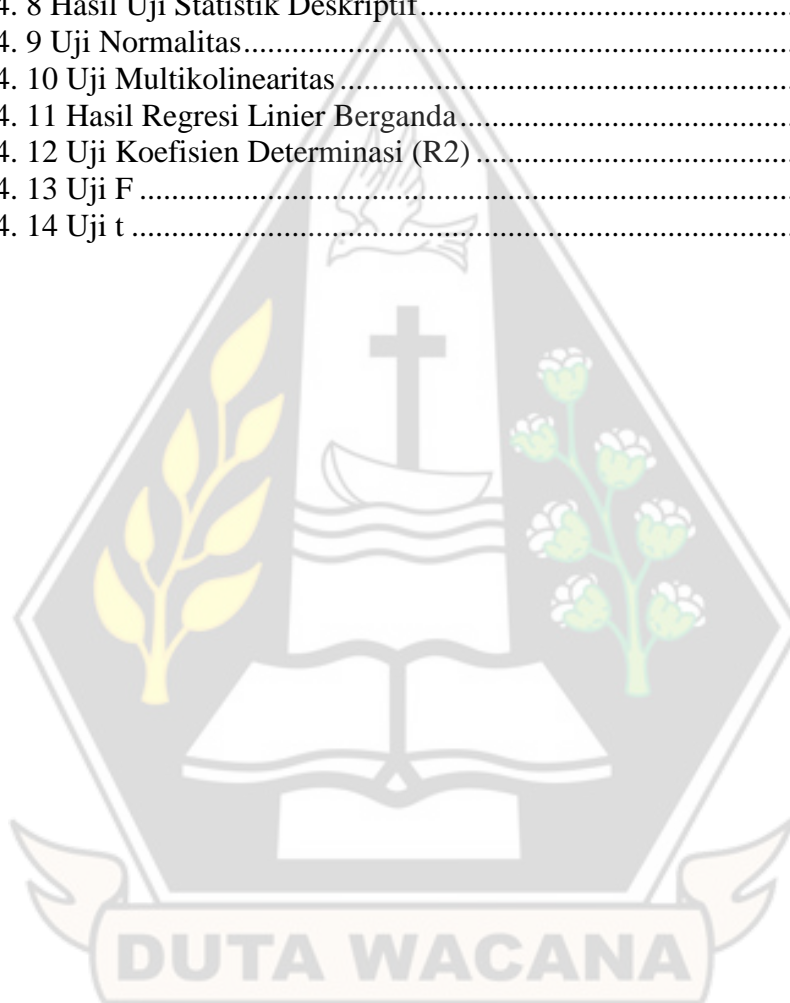 4. 8 Hasil Uji Statistik Deskriptif................................................
4. 9 Uji Normalitas......................................................................
4. 10 Uji Multikolinearitas..........................................................
4. 11 Hasil Regresi Linier Berganda...........................................
4. 12 Uji Koefisien Determinasi (R2).........................................
4. 13 Uji F...................................................................................
4. 14 Uji t....................................................................................
DUTA WACANA